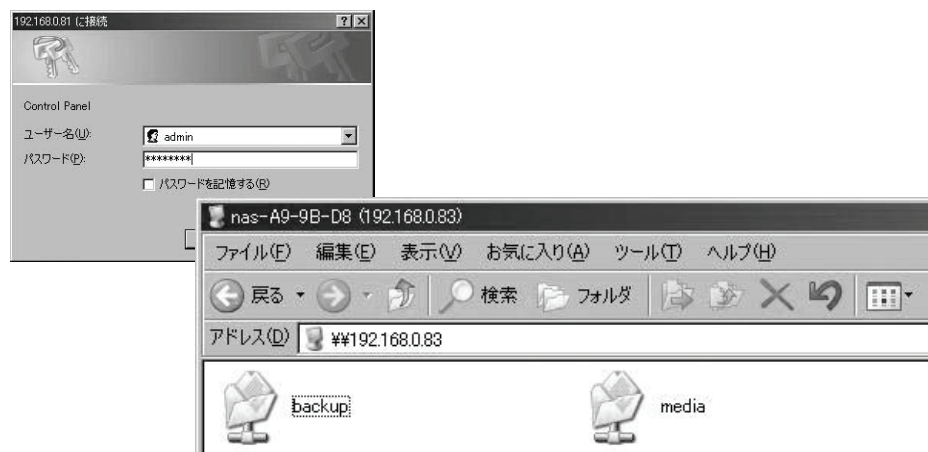 192.168.0.81 に接続
Control Panel
ユーザー名(U):
admin
パスワード(P):
********
パスワードを記憶する(R)
nas-A9-9B-D8 (192.168.0.83)
ファイル(F) 編集(E) 表示(V) お気に入り(A) ツール(T) ヘルプ(H)
戻る 検索 フォルダ
アドレス(D) ¥¥192.168.0.83
backup media